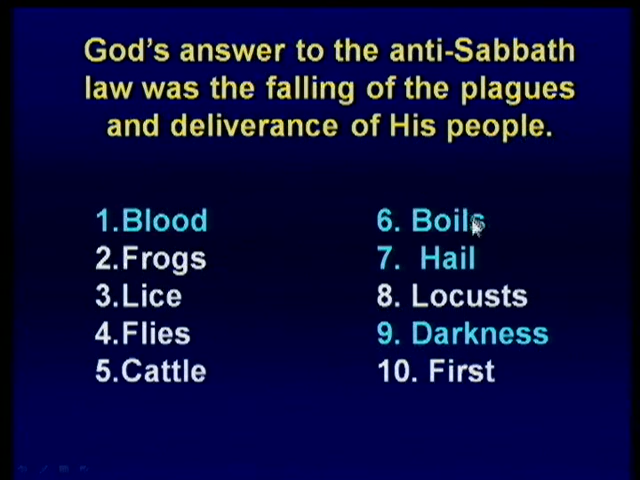 God's answer to the anti-Sabbath
law was the falling of the plagues
and deliverance of His people.
1.Blood
2.Frogs
3.Lice
4.Flies
5.Cattle
6. Boils
7. Hail
8. Locusts
9. Darkness
10. First